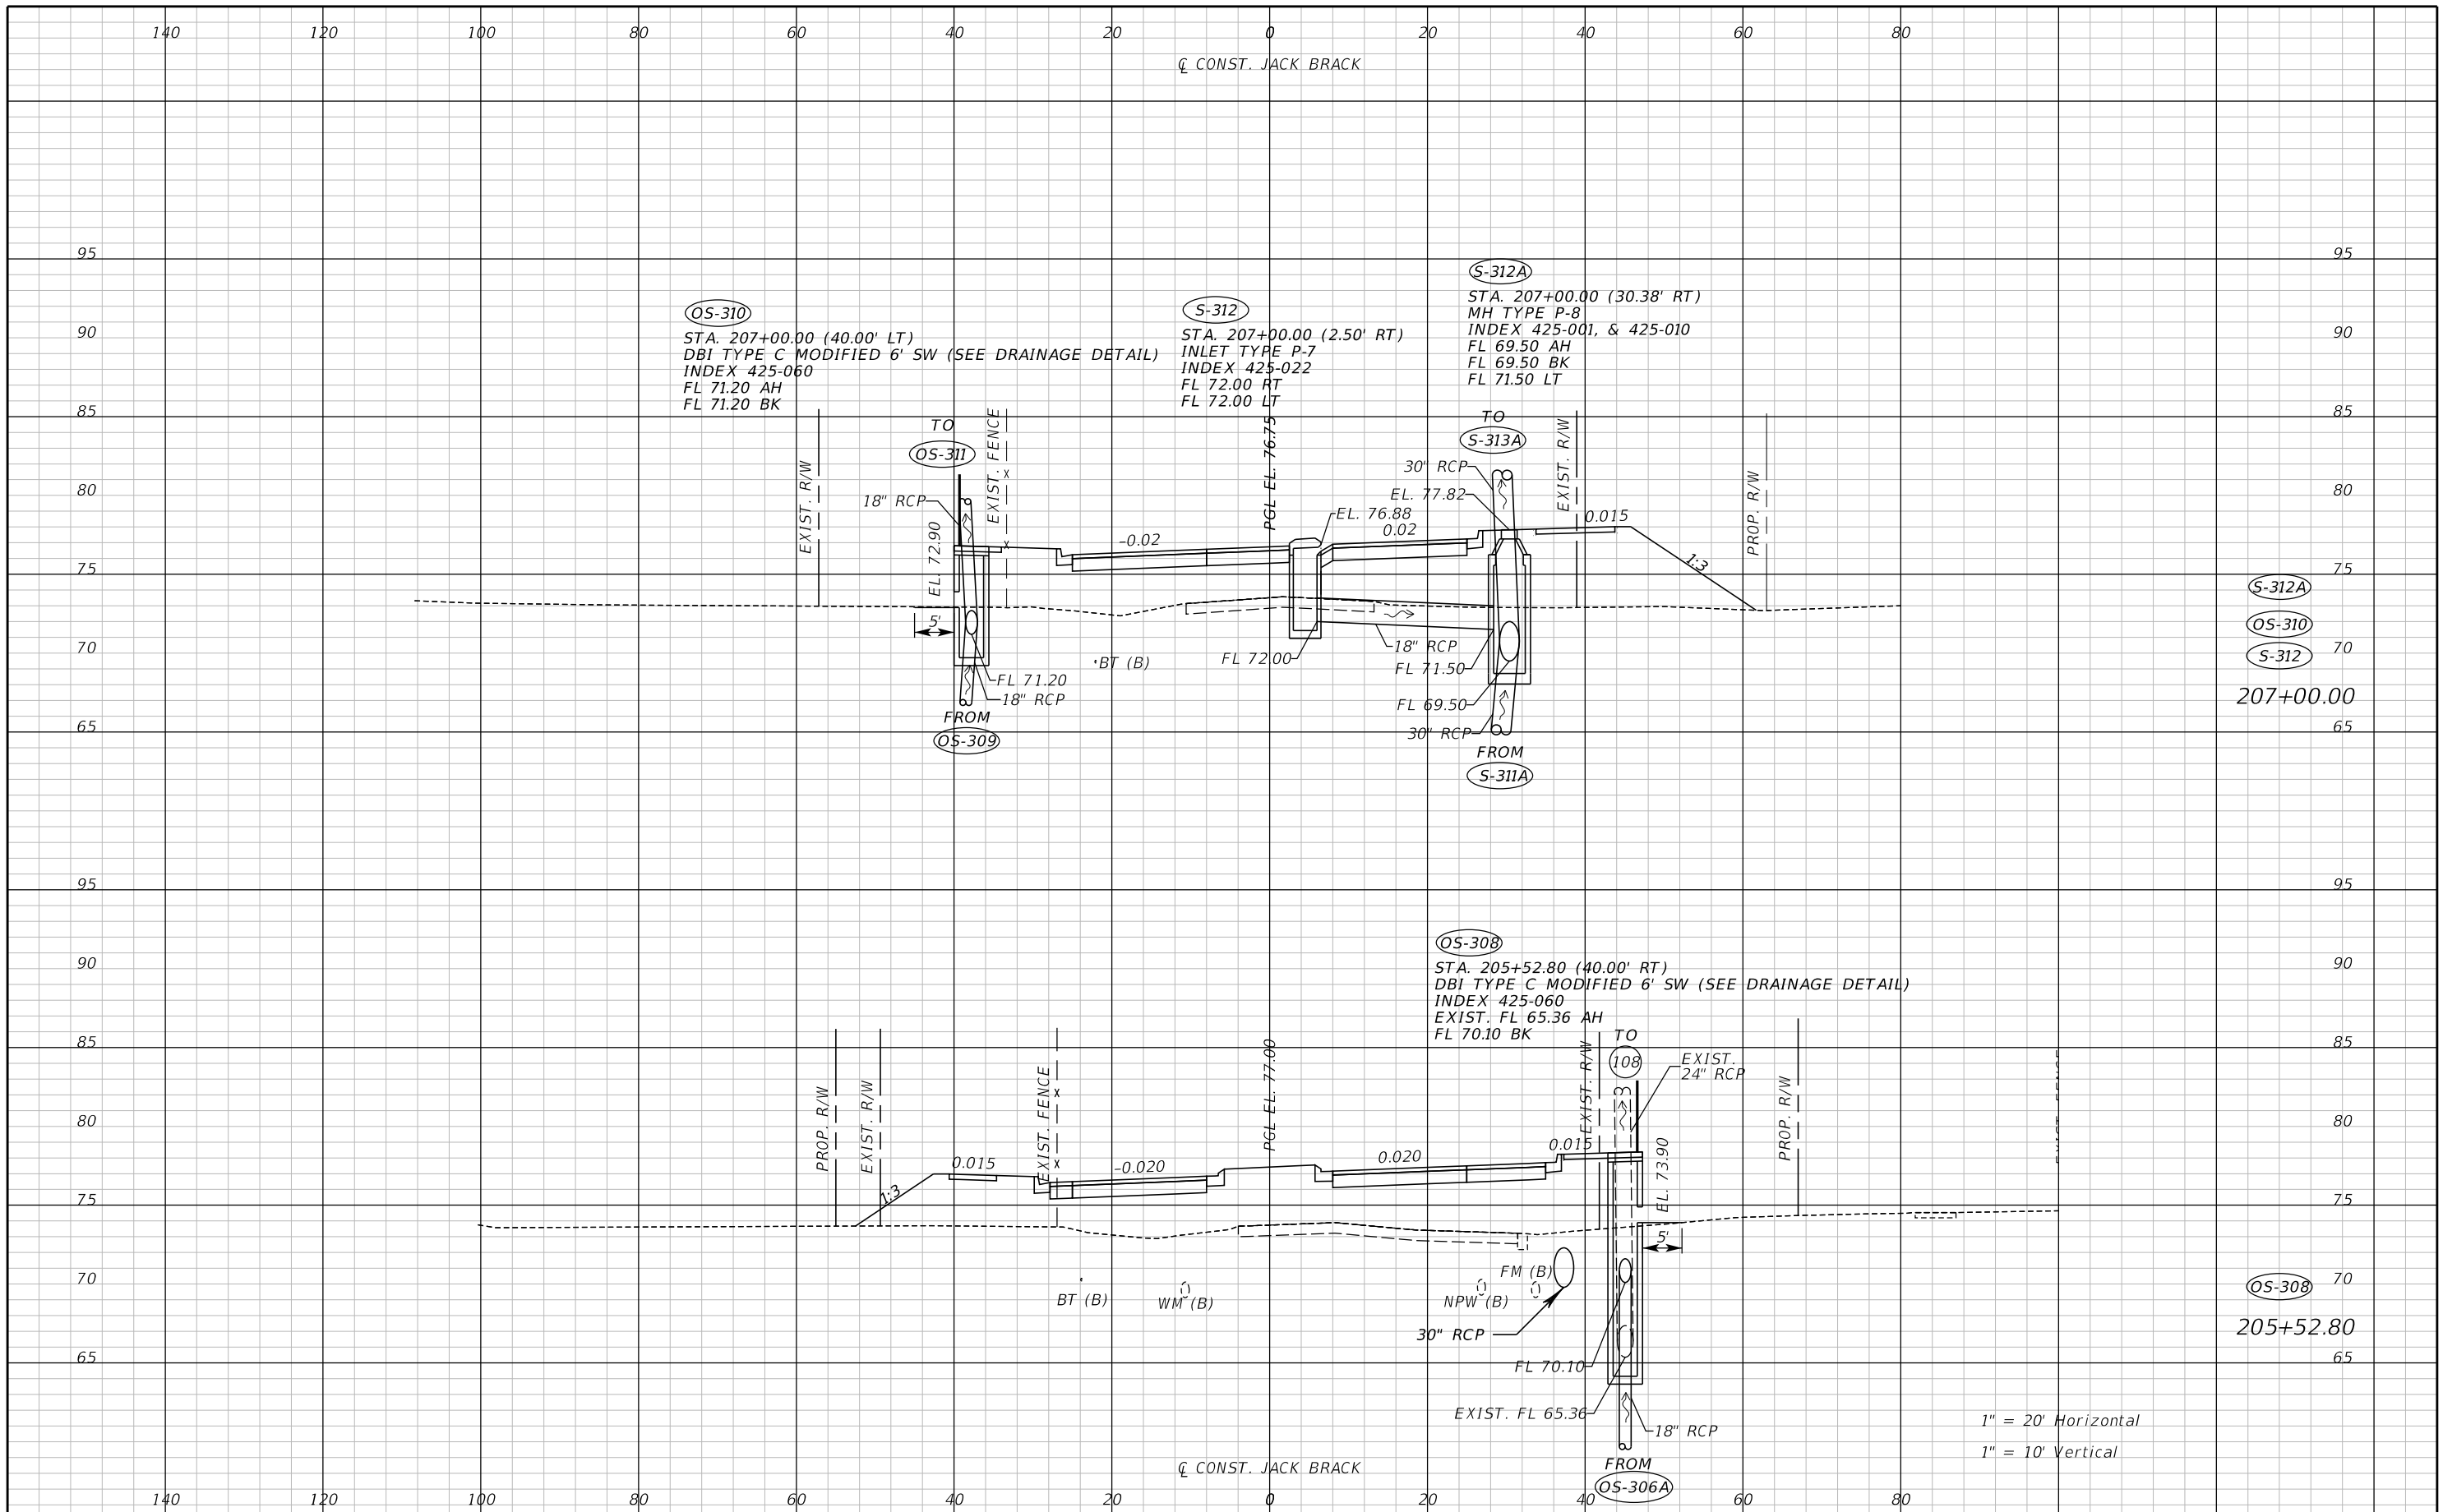 140 120 100 80 60 40 20 0 20 40 60 80
℄ CONST. JACK BRACK
95 95
90 90
85 85
80 80
75 75
70 70
65 65
OS-310
STA. 207+00.00 (40.00' LT)
DBI TYPE C MODIFIED 6' SW (SEE DRAINAGE DETAIL)
INDEX 425-060
FL 71.20 AH
FL 71.20 BK
S-312
STA. 207+00.00 (2.50' RT)
INLET TYPE P-7
INDEX 425-022
FL 72.00 RT
FL 72.00 LT
S-312A
STA. 207+00.00 (30.38' RT)
MH TYPE P-8
INDEX 425-001, & 425-010
FL 69.50 AH
FL 69.50 BK
FL 71.50 LT
EXIST. R/W
TO
OS-311
18" RCP
EL. 72.90
EXIST. FENCE
x
x
5'
FL 71.20
18" RCP
FROM
OS-309
-0.02
BT (B)
PGL EL. 76.75
EL. 76.88
0.02
FL 72.00
18" RCP
TO
S-313A
30" RCP
EL. 77.82
EXIST. R/W
0.015
1:3
PROP. R/W
FL 71.50
FL 69.50
30" RCP
FROM
S-311A
S-312A
OS-310
S-312
207+00.00
95 95
90 90
85 85
80 80
75 75
70 70
65 65
OS-308
STA. 205+52.80 (40.00' RT)
DBI TYPE C MODIFIED 6' SW (SEE DRAINAGE DETAIL)
INDEX 425-060
EXIST. FL 65.36 AH
FL 70.10 BK
PROP. R/W
EXIST. R/W
1:3
0.015
EXIST. FENCE
x
x
-0.020
PGL EL. 77.00
0.020
0.015
EXIST. R/W
TO
108
EXIST.
24" RCP
EL. 73.90
5'
PROP. R/W
BT (B)
WM (B)
NPW (B)
FM (B)
30" RCP
FL 70.10
EXIST. FL 65.36
18" RCP
FROM
OS-306A
OS-308
205+52.80
1" = 20' Horizontal
1" = 10' Vertical
℄ CONST. JACK BRACK
140 120 100 80 60 40 20 0 20 40 60 80